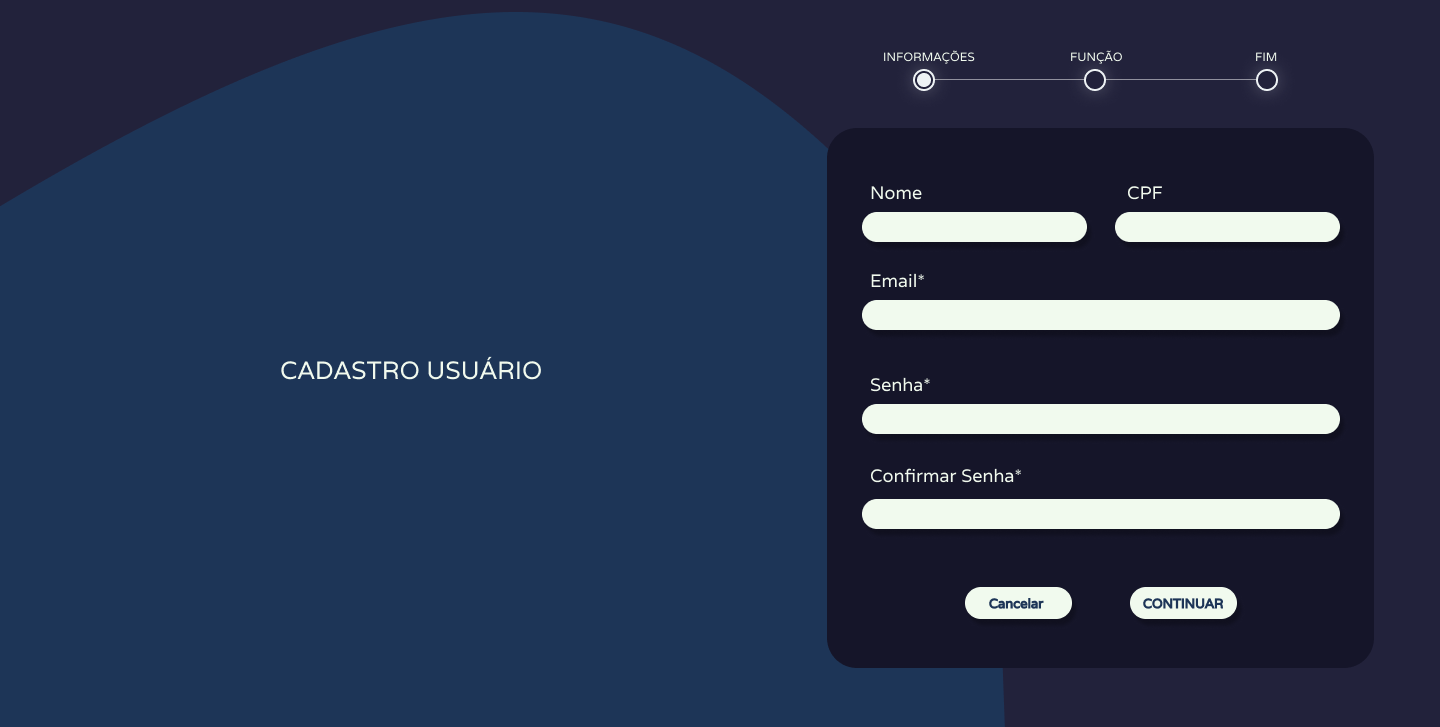 INFORMAÇÕES FUNÇÃO FIM
Nome CPF
Email*
CADASTRO USUÁRIO
Senha*
Confirmar Senha*
Cancelar CONTINUAR